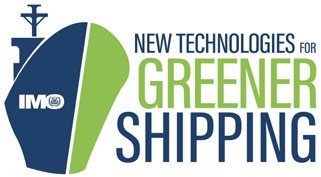 NEW TECHNOLOGIES FOR
GREENER
SHIPPING
IMO